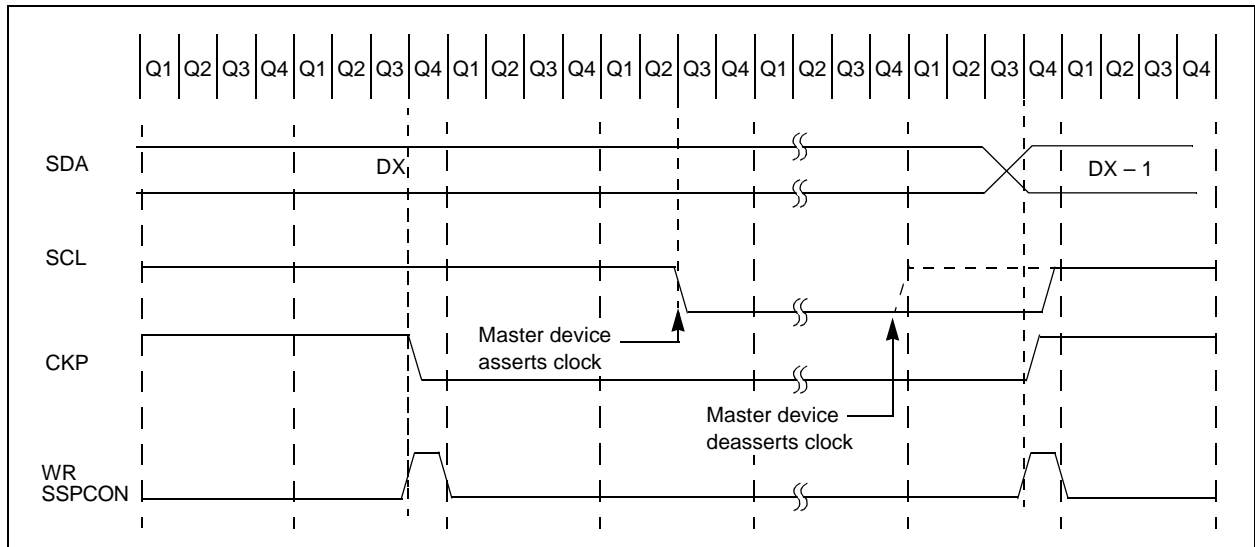 Q1 Q2 Q3 Q4 Q1 Q2 Q3 Q4 Q1 Q2 Q3 Q4 Q1 Q2 Q3 Q4 Q1 Q2 Q3 Q4 Q1 Q2 Q3 Q4 Q1 Q2 Q3 Q4
SDA
DX
DX – 1
SCL
Master device
asserts clock
CKP
Master device
deasserts clock
WR
SSPCON